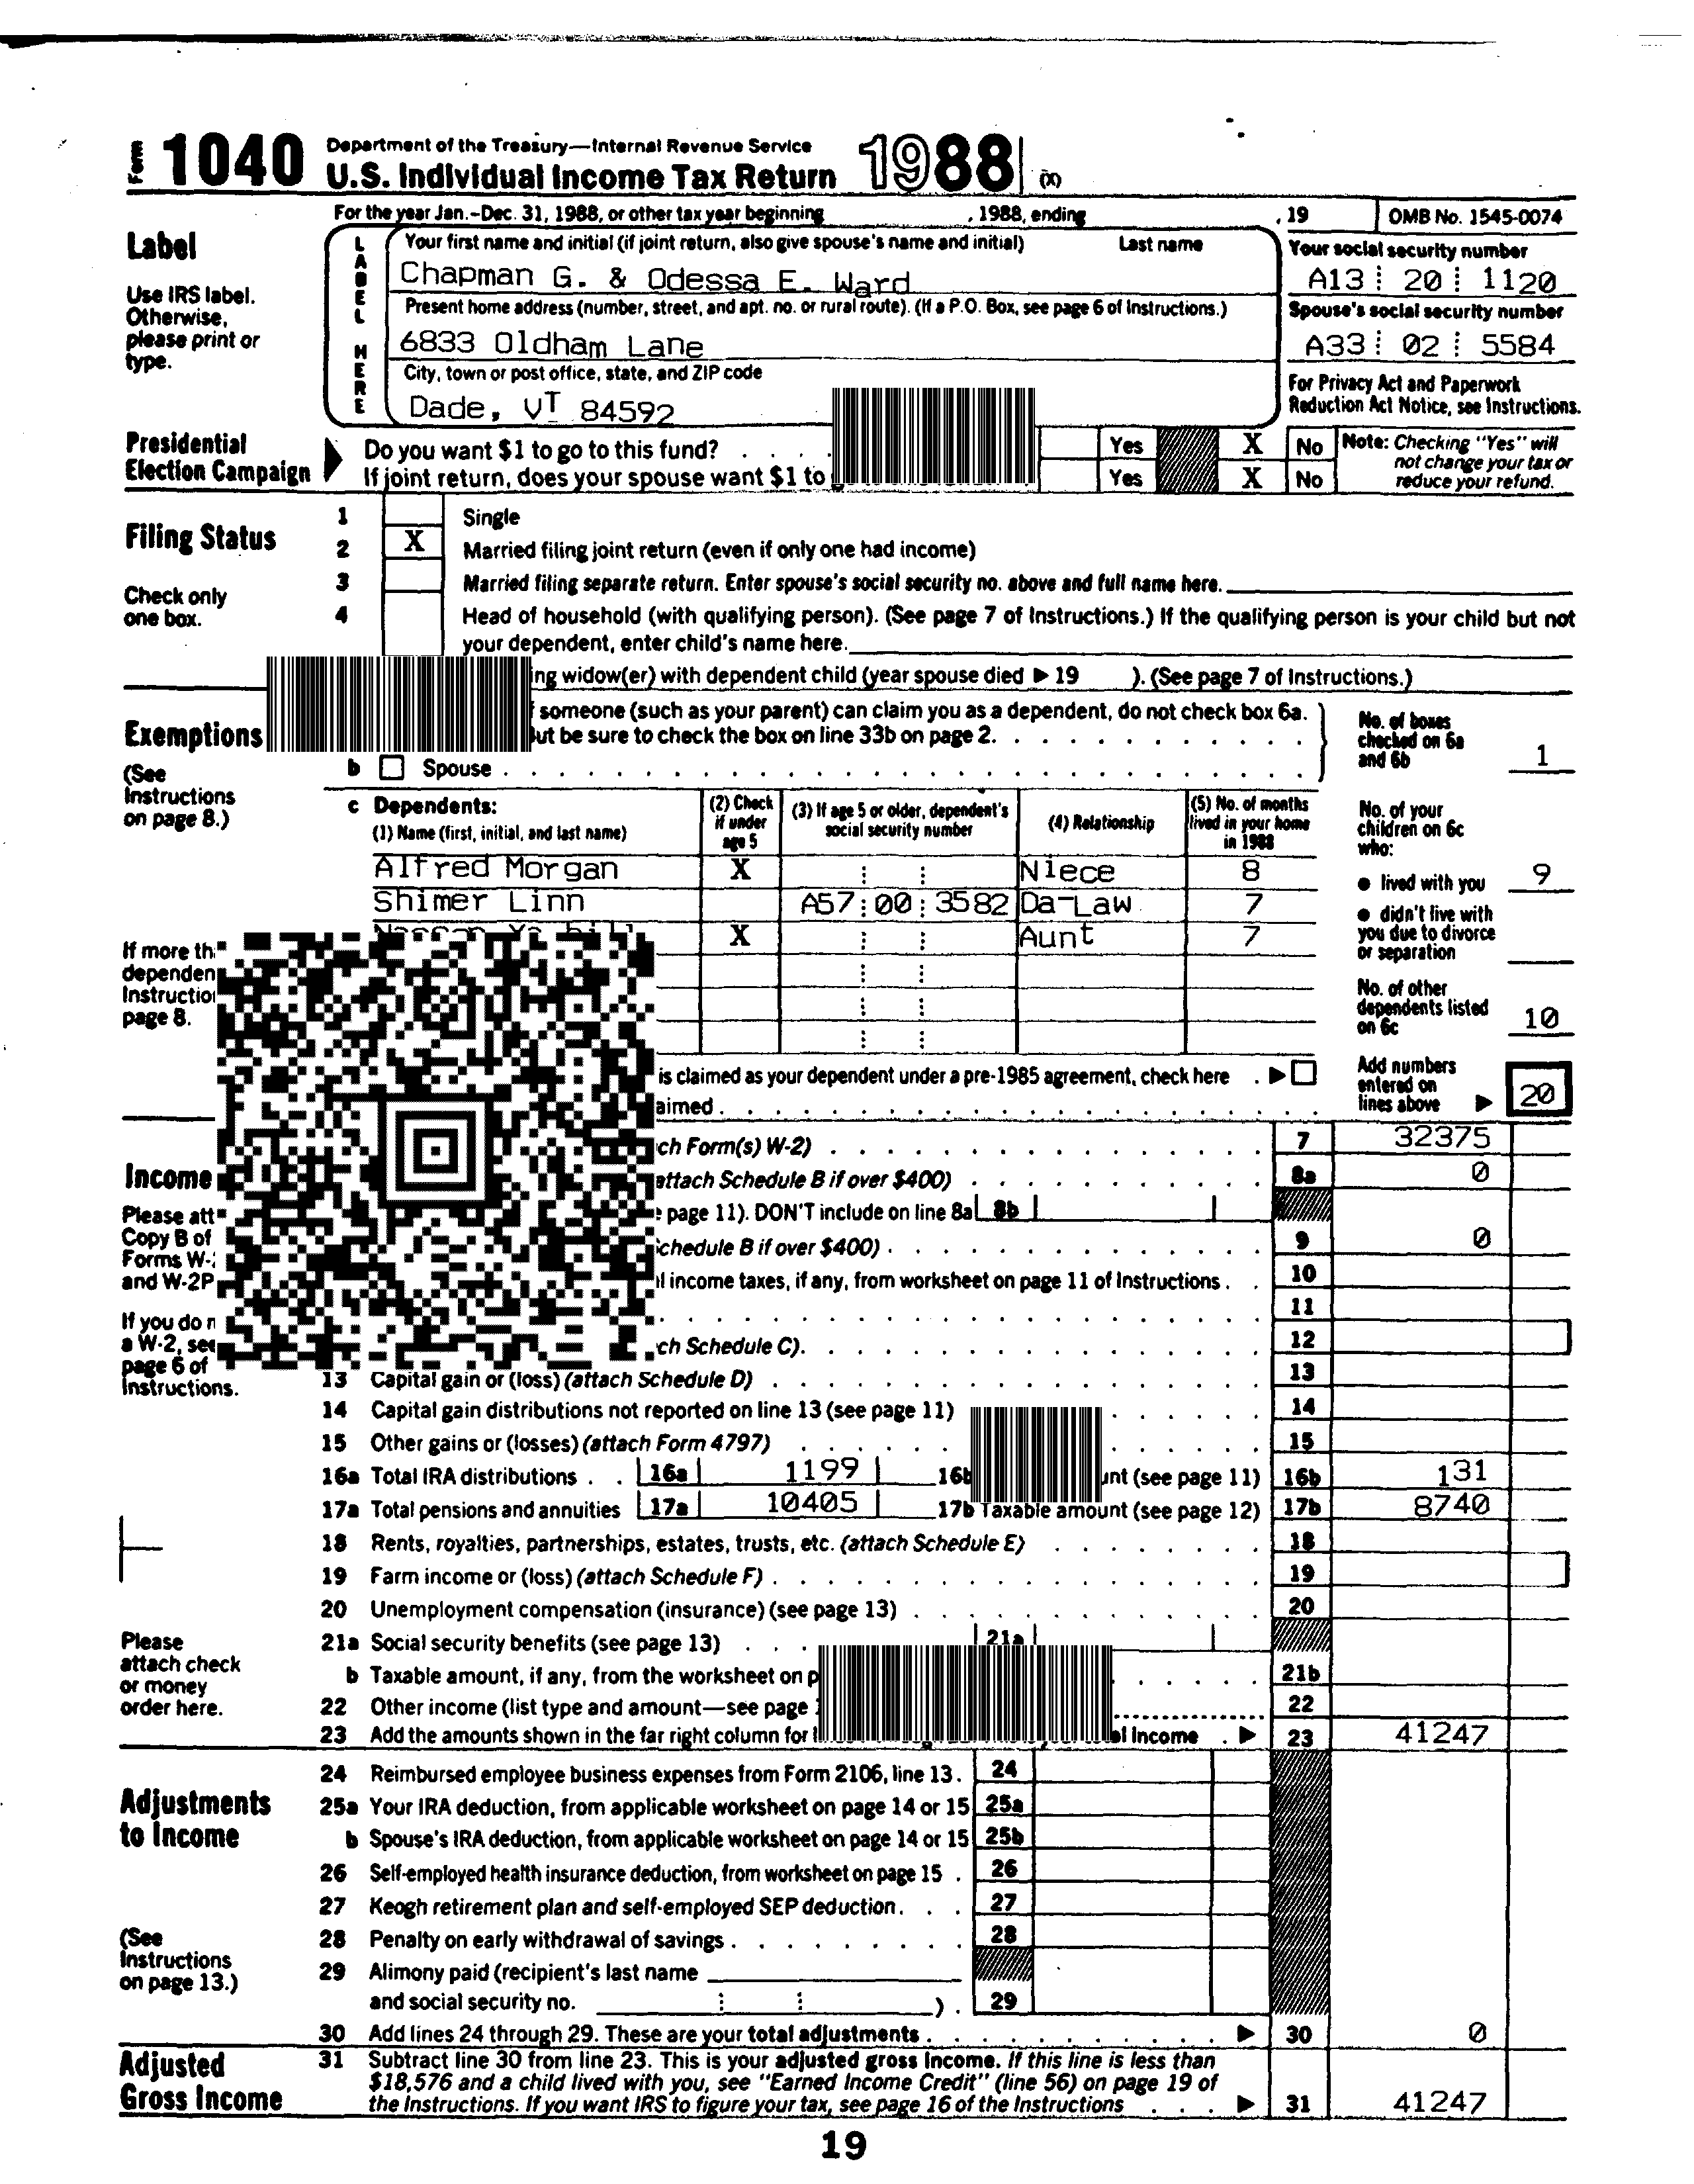 Form 1040 Department of the Treasury—Internal Revenue Service
U.S. Individual Income Tax Return 1988 (X)
For the year Jan.-Dec. 31, 1988, or other tax year beginning , 1988, ending , 19 OMB No. 1545-0074
Label
Use IRS label.
Otherwise,
please print or
type.
LABEL HERE
Your first name and initial (if joint return, also give spouse's name and initial) Last name
Chapman G. & Odessa E. Ward
Your social security number
A13 20 1120
Present home address (number, street, and apt. no. or rural route). (If a P.O. Box, see page 6 of Instructions.)
6833 Oldham Lane
Spouse's social security number
A33 02 5584
City, town or post office, state, and ZIP code
Dade, VT 84592
For Privacy Act and Paperwork
Reduction Act Notice, see Instructions.
Presidential
Election Campaign
Do you want $1 to go to this fund? . . . . Yes X No
If joint return, does your spouse want $1 to Yes X No
Note: Checking "Yes" will
not change your tax or
reduce your refund.
Filing Status
Check only
one box.
1 Single
2 X Married filing joint return (even if only one had income)
3 Married filing separate return. Enter spouse's social security no. above and full name here.
4 Head of household (with qualifying person). (See page 7 of Instructions.) If the qualifying person is your child but not
your dependent, enter child's name here.
ing widow(er) with dependent child (year spouse died ▶ 19 ). (See page 7 of Instructions.)
Exemptions
(See
Instructions
on page 8.)
someone (such as your parent) can claim you as a dependent, do not check box 6a.
but be sure to check the box on line 33b on page 2.
b Spouse
No. of boxes
checked on 6a
and 6b 1
c Dependents:
(1) Name (first, initial, and last name)
(2) Check
if under
age 5
(3) If age 5 or older, dependent's
social security number
(4) Relationship
(5) No. of months
lived in your home
in 1988
Alfred Morgan X Niece 8
Shimer Linn A57 00 3582 Da-Law 7
X Aunt 7
No. of your
children on 6c
who:
● lived with you 9
● didn't live with
you due to divorce
or separation
No. of other
dependents listed
on 6c 10
Add numbers
entered on
lines above ▶ 20
If more th
dependen
Instructio
page 8.
is claimed as your dependent under a pre-1985 agreement, check here . ▶
aimed
Income
Please att
Copy B of
Forms W-
and W-2P
If you do n
a W-2, see
page 6 of
Instructions.
ch Form(s) W-2) 7 32375
attach Schedule B if over $400) 8a 0
page 11). DON'T include on line 8a 8b
chedule B if over $400) 9 0
l income taxes, if any, from worksheet on page 11 of Instructions . 10
11
ch Schedule C). 12
13 Capital gain or (loss) (attach Schedule D) 13
14 Capital gain distributions not reported on line 13 (see page 11) 14
15 Other gains or (losses) (attach Form 4797) 15
16a Total IRA distributions . . 16a 1199 16b unt (see page 11) 16b 131
17a Total pensions and annuities 17a 10405 17b Taxable amount (see page 12) 17b 8740
18 Rents, royalties, partnerships, estates, trusts, etc. (attach Schedule E) 18
19 Farm income or (loss) (attach Schedule F) 19
20 Unemployment compensation (insurance) (see page 13) 20
21a Social security benefits (see page 13) 21a
b Taxable amount, if any, from the worksheet on p 21b
22 Other income (list type and amount—see page 22
23 Add the amounts shown in the far right column for l al income . ▶ 23 41247
Please
attach check
or money
order here.
Adjustments
to Income
(See
Instructions
on page 13.)
24 Reimbursed employee business expenses from Form 2106, line 13 . 24
25a Your IRA deduction, from applicable worksheet on page 14 or 15 25a
b Spouse's IRA deduction, from applicable worksheet on page 14 or 15 25b
26 Self-employed health insurance deduction, from worksheet on page 15 . 26
27 Keogh retirement plan and self-employed SEP deduction . . . 27
28 Penalty on early withdrawal of savings 28
29 Alimony paid (recipient's last name
and social security no. ) . 29
30 Add lines 24 through 29. These are your total adjustments ▶ 30 0
Adjusted
Gross Income
31 Subtract line 30 from line 23. This is your adjusted gross income. If this line is less than
$18,576 and a child lived with you, see "Earned Income Credit" (line 56) on page 19 of
the Instructions. If you want IRS to figure your tax, see page 16 of the Instructions . . . ▶ 31 41247
19